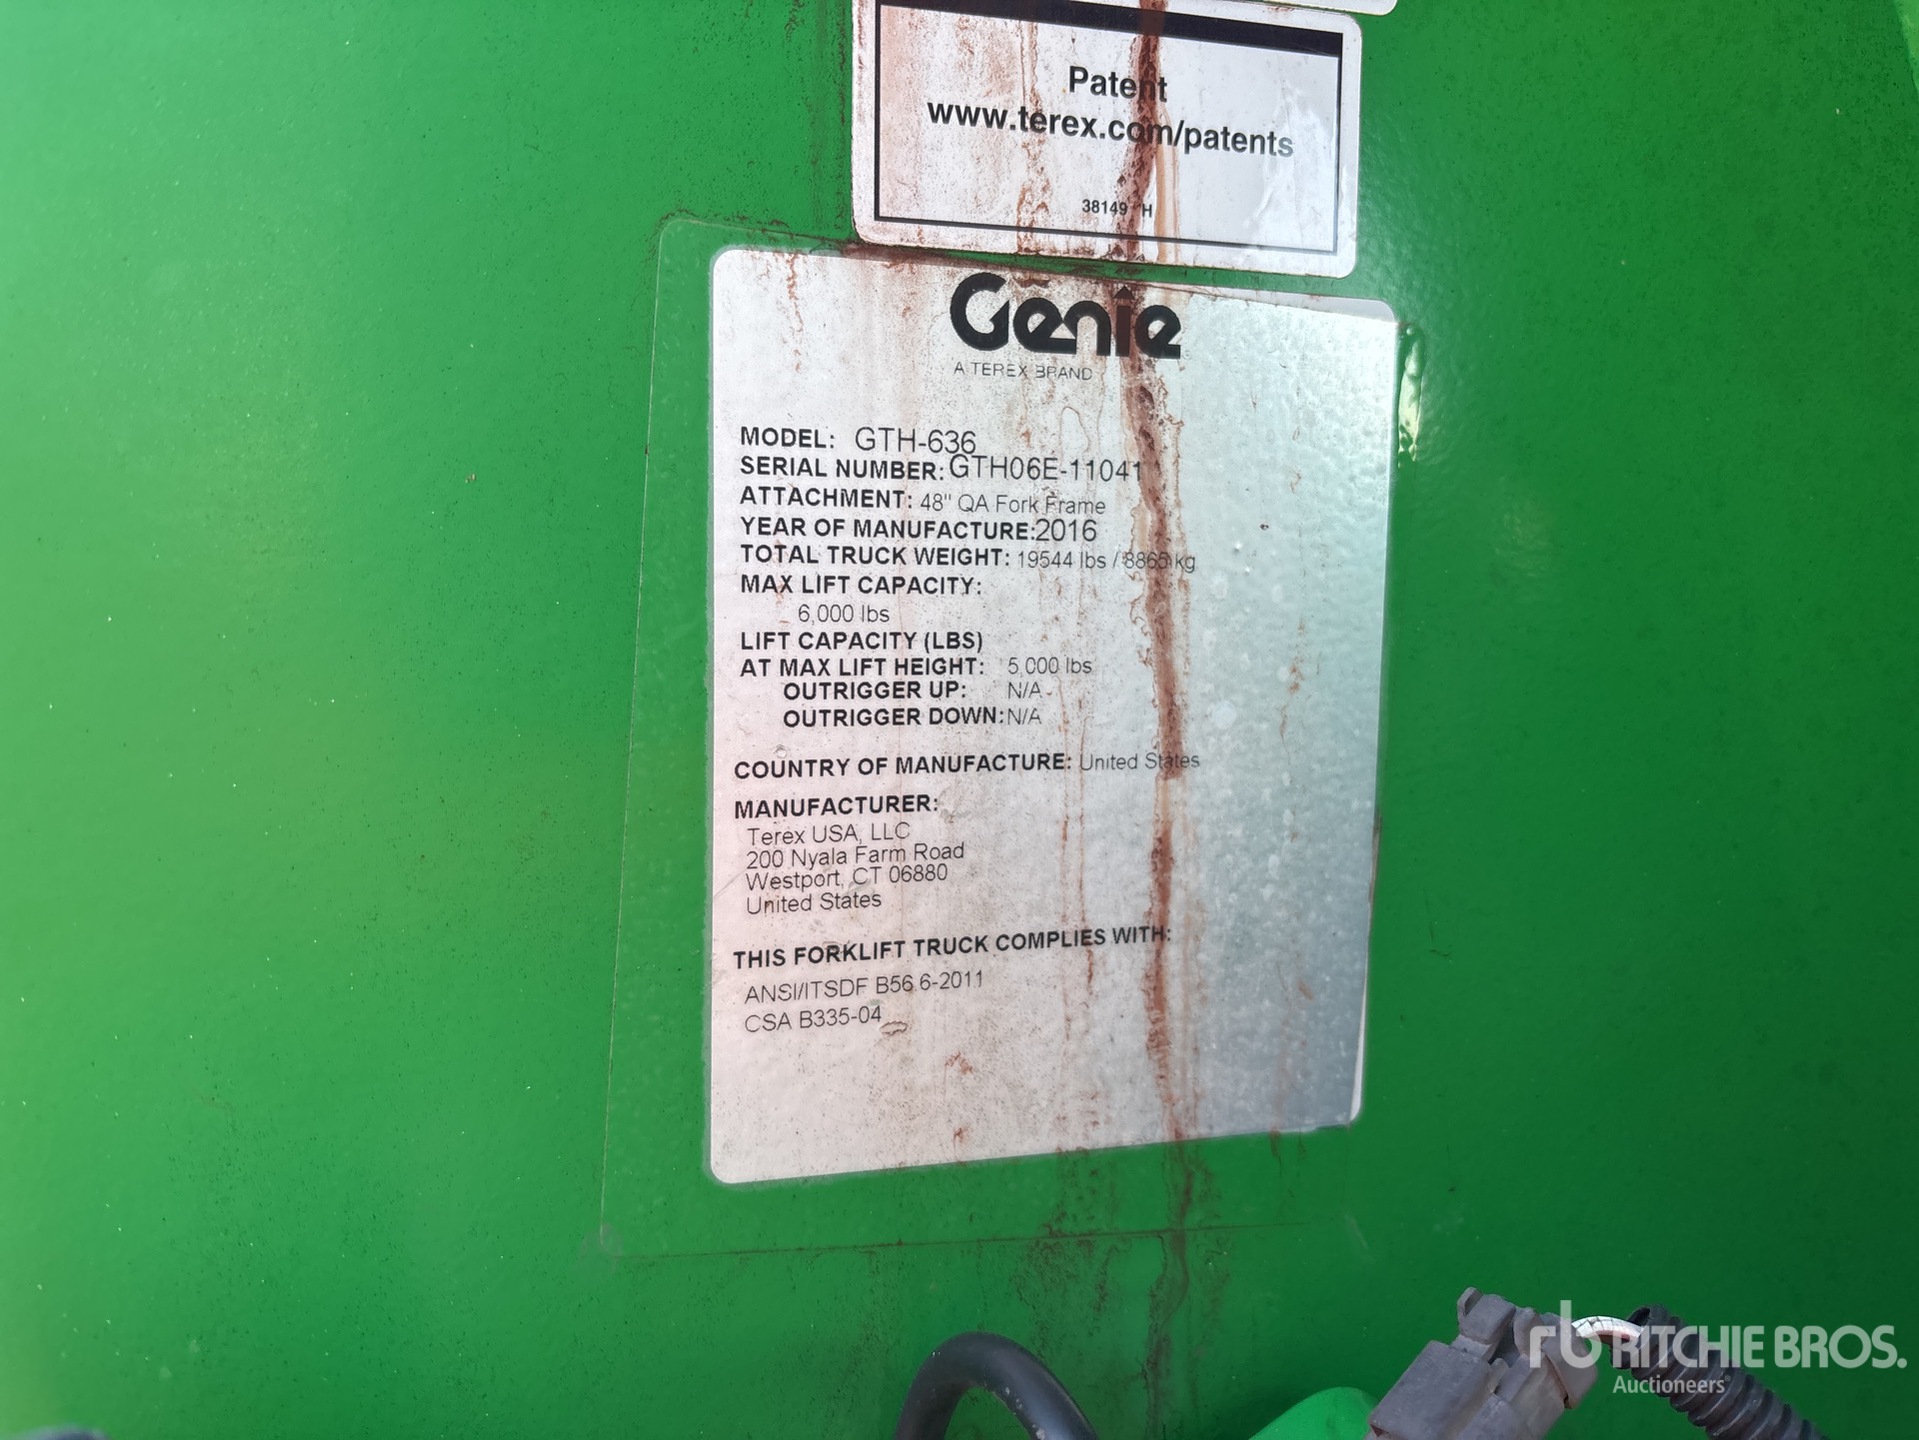 Patent
www.terex.com/patents
38149 H
Genie
A TEREX BRAND
MODEL: GTH-636
SERIAL NUMBER: GTH06E-11041
ATTACHMENT: 48" QA Fork Frame
YEAR OF MANUFACTURE: 2016
TOTAL TRUCK WEIGHT: 19544 lbs / 8865 kg
MAX LIFT CAPACITY:
6,000 lbs
LIFT CAPACITY (LBS)
AT MAX LIFT HEIGHT: 5,000 lbs
OUTRIGGER UP: N/A
OUTRIGGER DOWN: N/A
COUNTRY OF MANUFACTURE: United States
MANUFACTURER:
Terex USA, LLC
200 Nyala Farm Road
Westport, CT 06880
United States
THIS FORKLIFT TRUCK COMPLIES WITH:
ANSI/ITSDF B56.6-2011
CSA B335-04
rb RITCHIE BROS.
Auctioneers